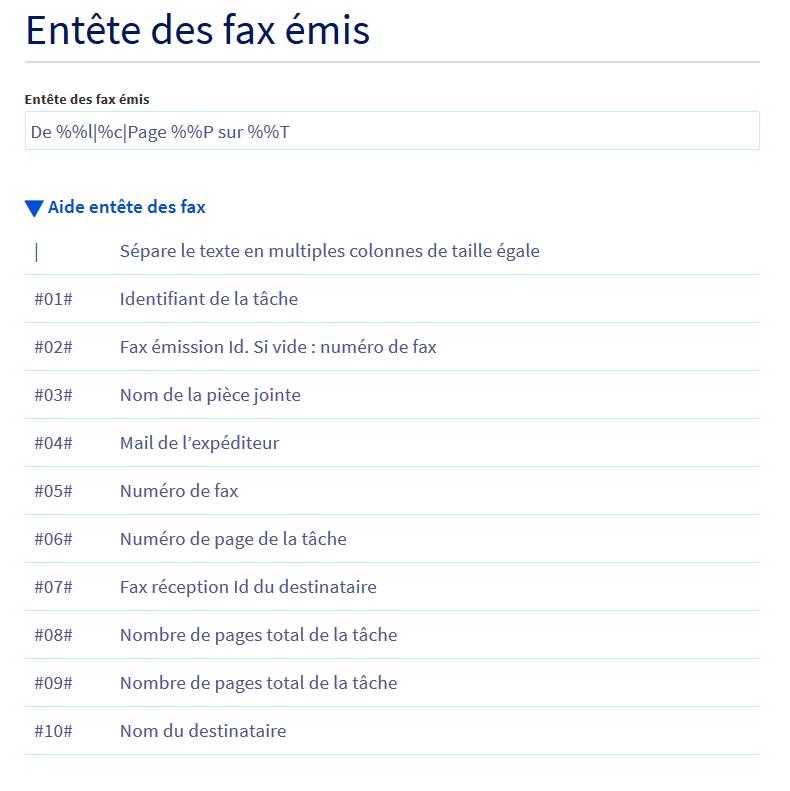 Entête des fax émis
Entête des fax émis
De %%l|%c|Page %%P sur %%T
Aide entête des fax
| Sépare le texte en multiples colonnes de taille égale
#01# Identifiant de la tâche
#02# Fax émission Id. Si vide : numéro de fax
#03# Nom de la pièce jointe
#04# Mail de l’expéditeur
#05# Numéro de fax
#06# Numéro de page de la tâche
#07# Fax réception Id du destinataire
#08# Nombre de pages total de la tâche
#09# Nombre de pages total de la tâche
#10# Nom du destinataire